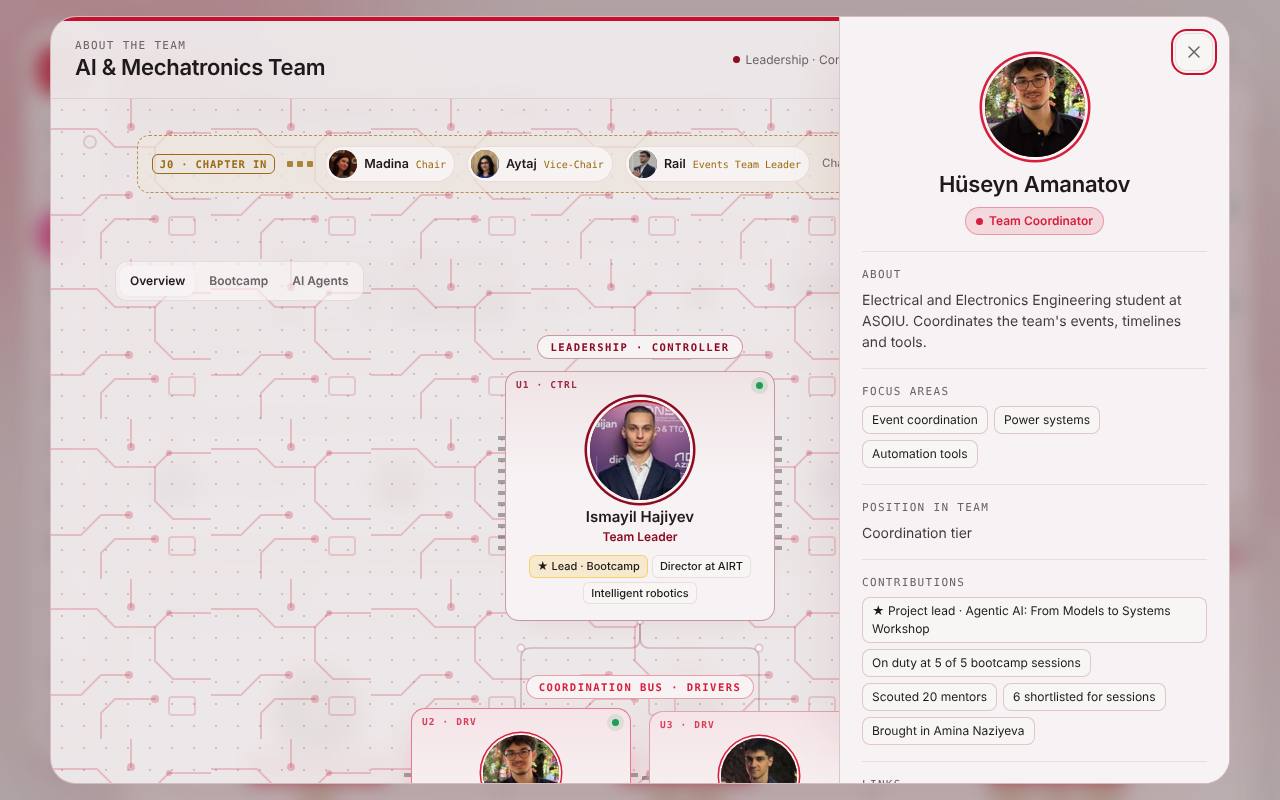 ABOUT THE TEAM
AI & Mechatronics Team
Leadership · Cor
J0 · CHAPTER IN
Madina Chair
Aytaj Vice-Chair
Rail Events Team Leader
Cha
Overview
Bootcamp
AI Agents
LEADERSHIP · CONTROLLER
U1 · CTRL
Ismayil Hajiyev
Team Leader
★ Lead · Bootcamp
Director at AIRT
Intelligent robotics
COORDINATION BUS · DRIVERS
U2 · DRV
U3 · DRV
Hüseyn Amanatov
Team Coordinator
ABOUT
Electrical and Electronics Engineering student at
ASOIU. Coordinates the team's events, timelines
and tools.
FOCUS AREAS
Event coordination
Power systems
Automation tools
POSITION IN TEAM
Coordination tier
CONTRIBUTIONS
★ Project lead · Agentic AI: From Models to Systems
Workshop
On duty at 5 of 5 bootcamp sessions
Scouted 20 mentors
6 shortlisted for sessions
Brought in Amina Naziyeva
LINKS